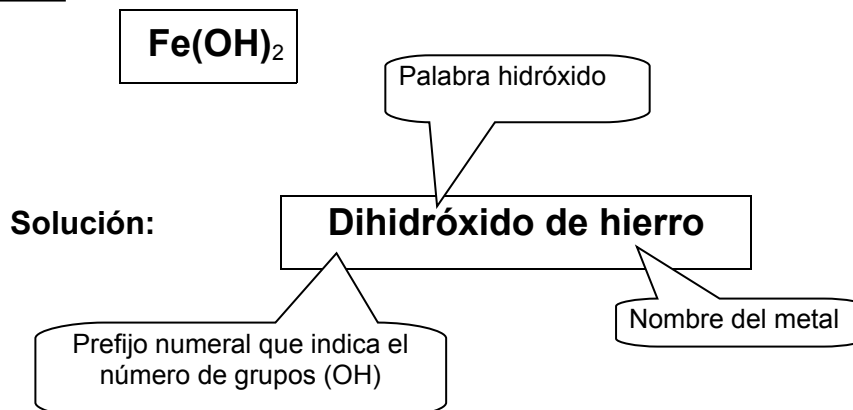 Fe(OH)₂
Palabra hidróxido
Solución:
Dihidróxido de hierro
Nombre del metal
Prefijo numeral que indica el
número de grupos (OH)